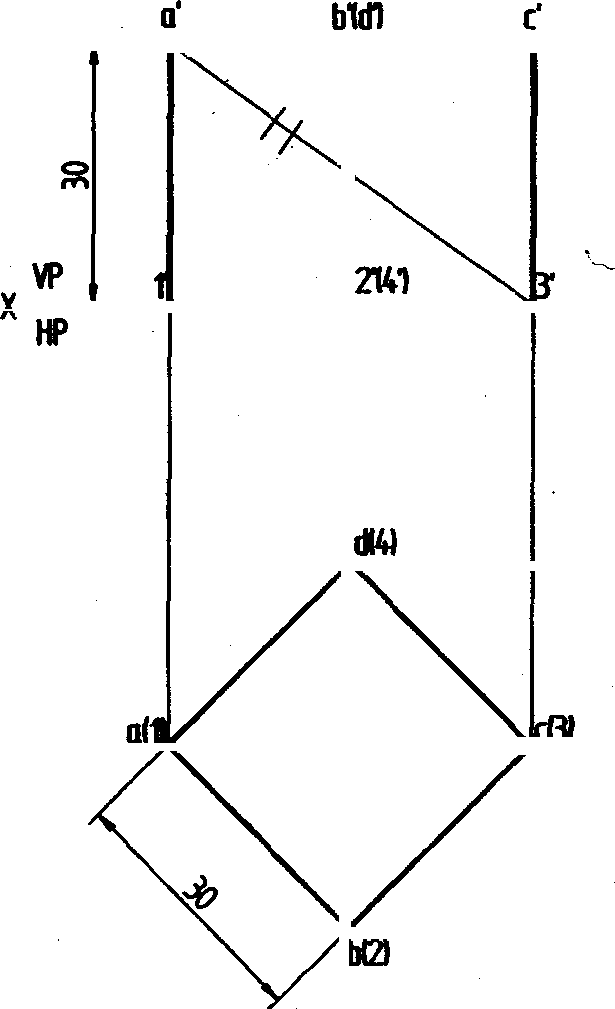 a' b'(d') c'
30
VP
X
HP
1' 2'(4') 3'
d(4)
a(1) c(3)
30
b(2)